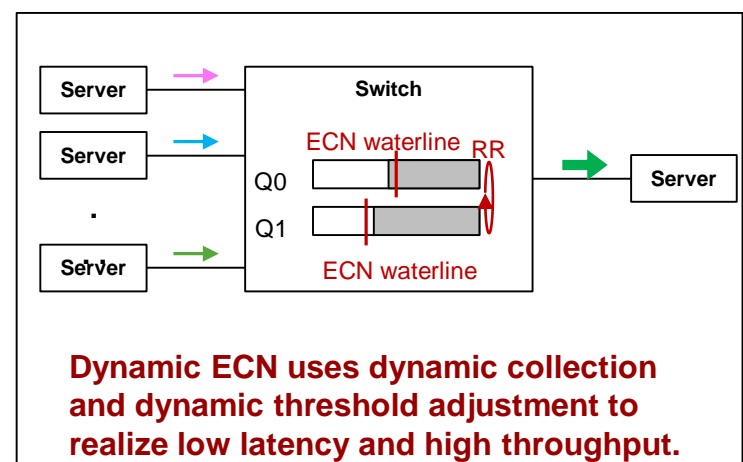 Server
Switch
Server
ECN waterline
RR
Q0
Server
.
Q1
Server
..
ECN waterline
Dynamic ECN uses dynamic collection
and dynamic threshold adjustment to
realize low latency and high throughput.